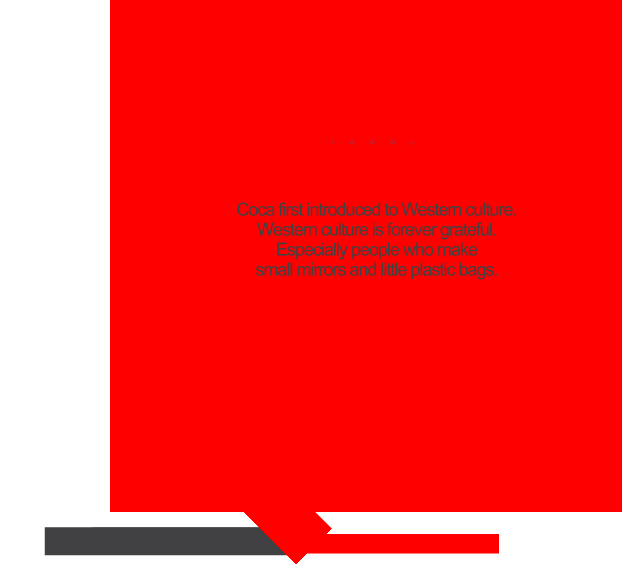 Coca first introduced to Western culture.
Western culture is forever grateful.
Especially people who make
small mirrors and little plastic bags.